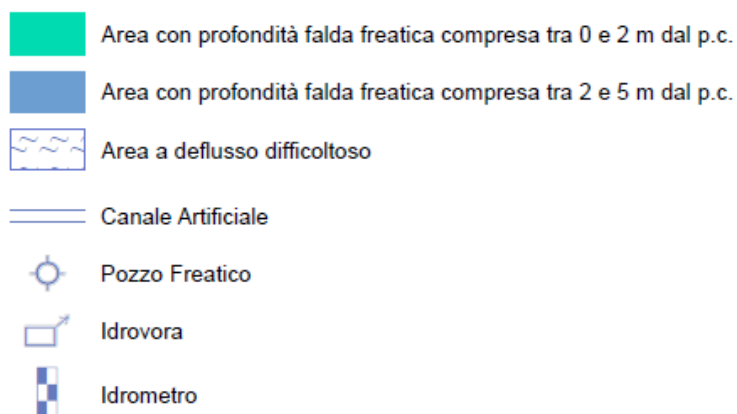 Area con profondità falda freatica compresa tra 0 e 2 m dal p.c.
Area con profondità falda freatica compresa tra 2 e 5 m dal p.c.
Area a deflusso difficoltoso
Canale Artificiale
Pozzo Freatico
Idrovora
Idrometro